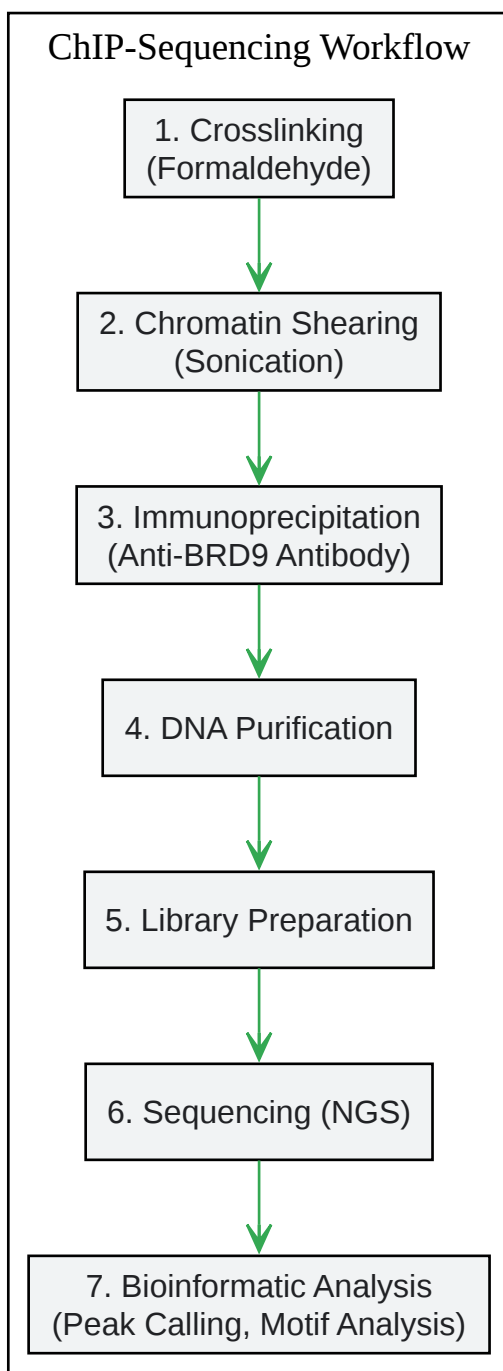 ChIP-Sequencing Workflow
1. Crosslinking
(Formaldehyde)
2. Chromatin Shearing
(Sonication)
3. Immunoprecipitation
(Anti-BRD9 Antibody)
4. DNA Purification
5. Library Preparation
6. Sequencing (NGS)
7. Bioinformatic Analysis
(Peak Calling, Motif Analysis)